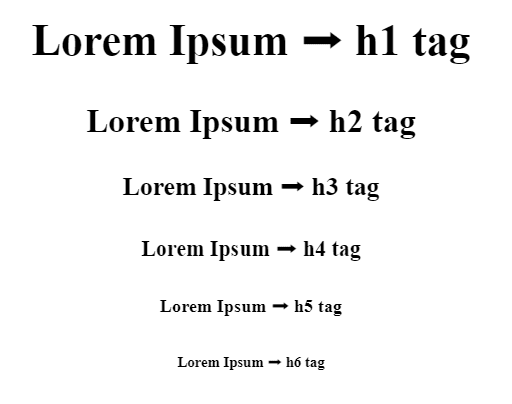 Lorem Ipsum ➞ h1 tag
Lorem Ipsum ➞ h2 tag
Lorem Ipsum ➞ h3 tag
Lorem Ipsum ➞ h4 tag
Lorem Ipsum ➞ h5 tag
Lorem Ipsum ➞ h6 tag